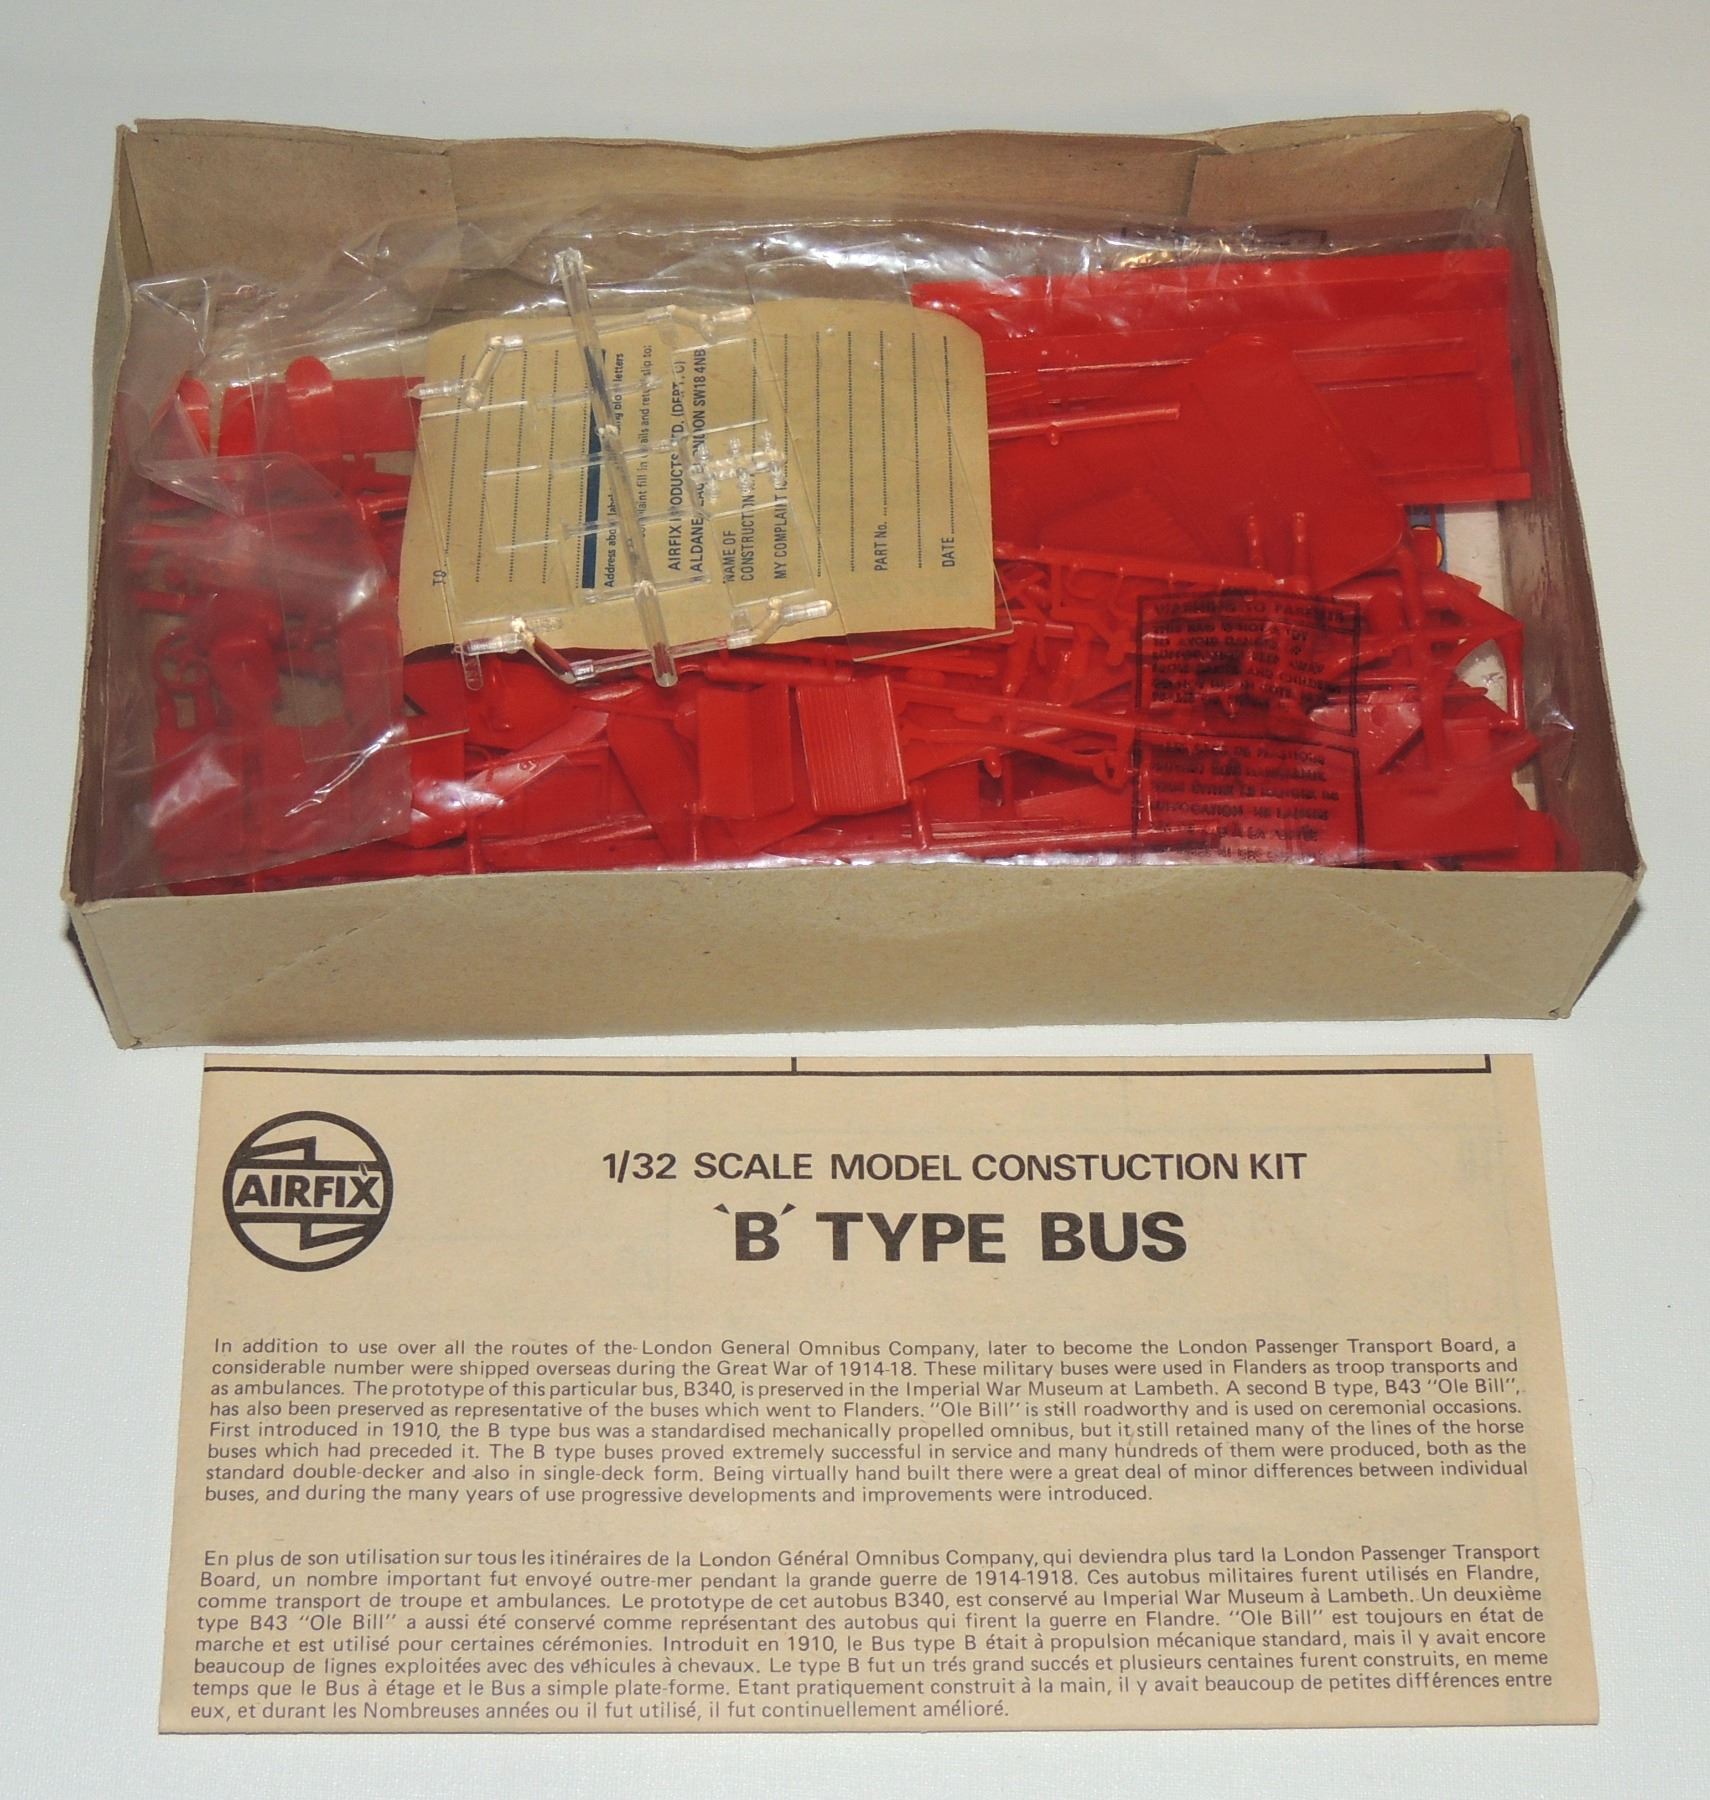 TO
Address
letters
AIRFIX PRODUCTS LTD.
LONDON SW18 4NB
NAME OF
CONSTRUCTION
MY COMPLAINT
PART No.
DATE
WARNING TO PARENTS
AIRFIX
1/32 SCALE MODEL CONSTUCTION KIT
`B´ TYPE BUS
In addition to use over all the routes of the London General Omnibus Company, later to become the London Passenger Transport Board, a
considerable number were shipped overseas during the Great War of 1914-18. These military buses were used in Flanders as troop transports and
as ambulances. The prototype of this particular bus, B340, is preserved in the Imperial War Museum at Lambeth. A second B type, B43 "Ole Bill",
has also been preserved as representative of the buses which went to Flanders. "Ole Bill" is still roadworthy and is used on ceremonial occasions.
First introduced in 1910, the B type bus was a standardised mechanically propelled omnibus, but it still retained many of the lines of the horse
buses which had preceded it. The B type buses proved extremely successful in service and many hundreds of them were produced, both as the
standard double-decker and also in single-deck form. Being virtually hand built there were a great deal of minor differences between individual
buses, and during the many years of use progressive developments and improvements were introduced.
En plus de son utilisation sur tous les itinéraires de la London Général Omnibus Company, qui deviendra plus tard la London Passenger Transport
Board, un nombre important fut envoyé outre-mer pendant la grande guerre de 1914-1918. Ces autobus militaires furent utilisés en Flandre,
comme transport de troupe et ambulances. Le prototype de cet autobus B340, est conservé au Imperial War Museum à Lambeth. Un deuxième
type B43 "Ole Bill" a aussi été conservé comme représentant des autobus qui firent la guerre en Flandre. "Ole Bill" est toujours en état de
marche et est utilisé pour certaines cérémonies. Introduit en 1910, le Bus type B était à propulsion mécanique standard, mais il y avait encore
beaucoup de lignes exploitées avec des véhicules à chevaux. Le type B fut un trés grand succés et plusieurs centaines furent construits, en meme
temps que le Bus à étage et le Bus a simple plate-forme. Etant pratiquement construit à la main, il y avait beaucoup de petites différences entre
eux, et durant les Nombreuses années ou il fut utilisé, il fut continuellement amélioré.